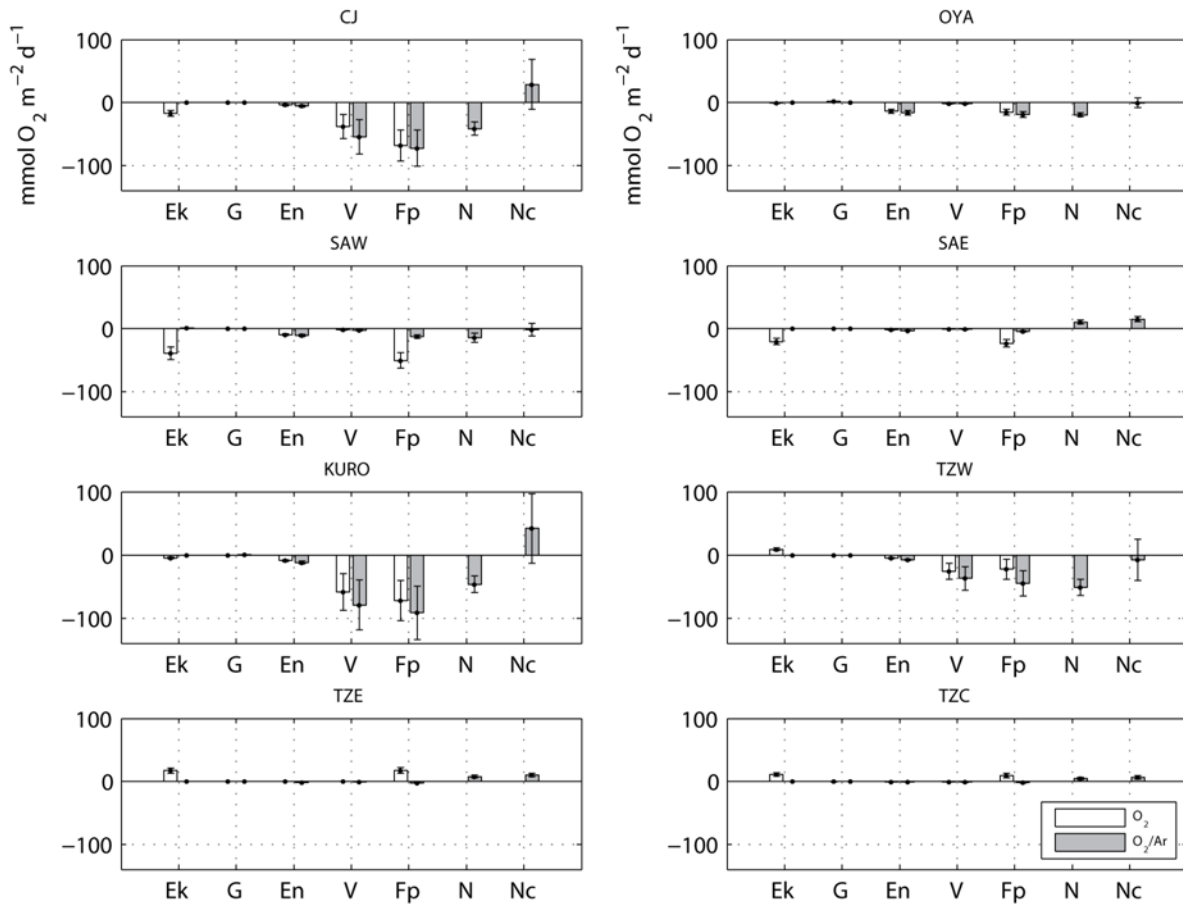 CJ
OYA
mmol O₂ m⁻² d⁻¹
100
0
−100
Ek G En V Fp N Nc
mmol O₂ m⁻² d⁻¹
100
0
−100
Ek G En V Fp N Nc
SAW
SAE
100
0
−100
Ek G En V Fp N Nc
100
0
−100
Ek G En V Fp N Nc
KURO
TZW
100
0
−100
Ek G En V Fp N Nc
100
0
−100
Ek G En V Fp N Nc
TZE
TZC
100
0
−100
Ek G En V Fp N Nc
100
0
−100
O₂
O₂/Ar
Ek G En V Fp N Nc